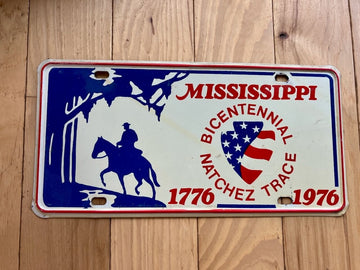 MISSISSIPPI
BICENTENNIAL
NATCHEZ TRACE
1776 1976